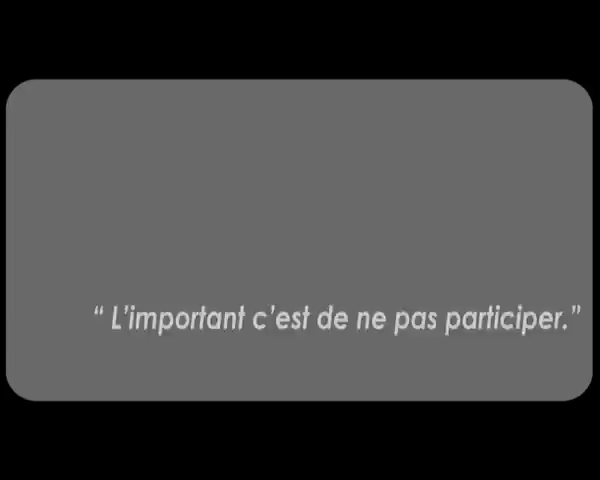 “ L’important c’est de ne pas participer.”